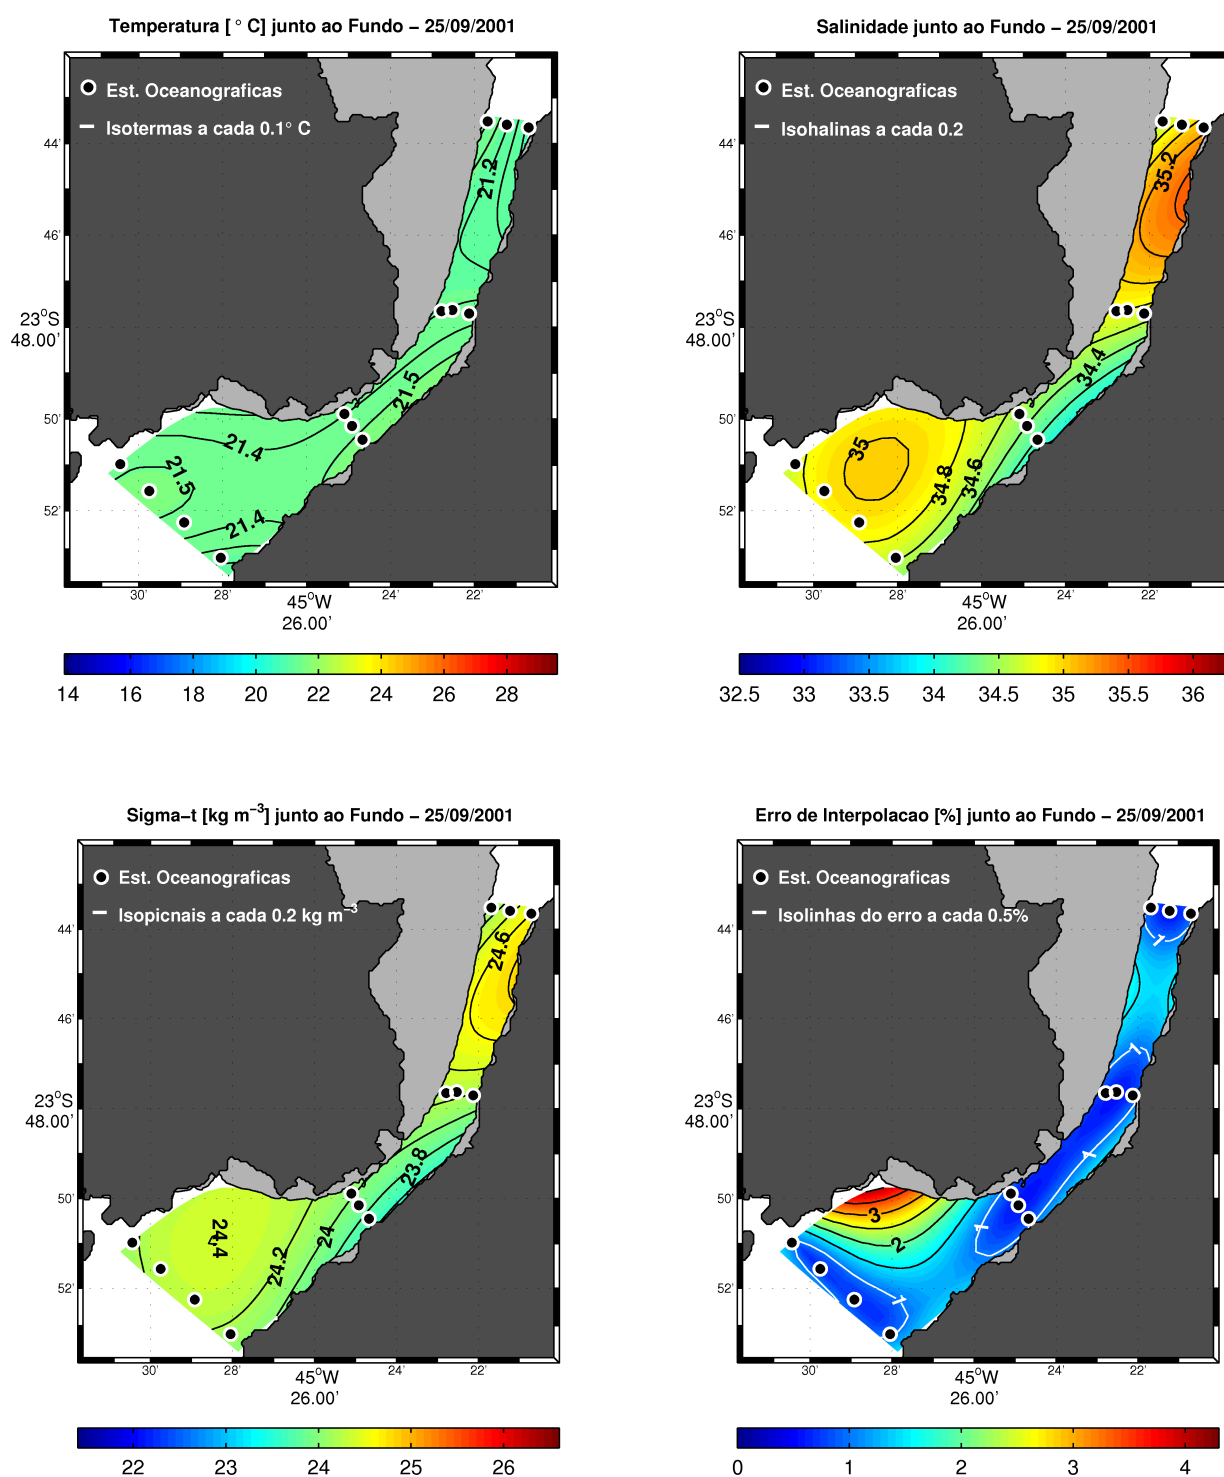 Temperatura [ ° C] junto ao Fundo – 25/09/2001
Est. Oceanograficas
Isotermas a cada 0.1° C
21.2
21.5
21.4
21.5
21.4
44'
46'
23°S
48.00'
50'
52'
30'
28'
45°W
26.00'
24'
22'
14 16 18 20 22 24 26 28
Salinidade junto ao Fundo – 25/09/2001
Est. Oceanograficas
Isohalinas a cada 0.2
35.2
34.4
35
34.8
34.6
44'
46'
23°S
48.00'
50'
52'
30'
28'
45°W
26.00'
24'
22'
32.5 33 33.5 34 34.5 35 35.5 36
Sigma–t [kg m⁻³] junto ao Fundo – 25/09/2001
Est. Oceanograficas
Isopicnais a cada 0.2 kg m⁻³
24.6
23.8
24.4
24.2
24
44'
46'
23°S
48.00'
50'
52'
30'
28'
45°W
26.00'
24'
22'
22 23 24 25 26
Erro de Interpolacao [%] junto ao Fundo – 25/09/2001
Est. Oceanograficas
Isolinhas do erro a cada 0.5%
1
1
1
1
3
2
1
44'
46'
23°S
48.00'
50'
52'
30'
28'
45°W
26.00'
24'
22'
0 1 2 3 4